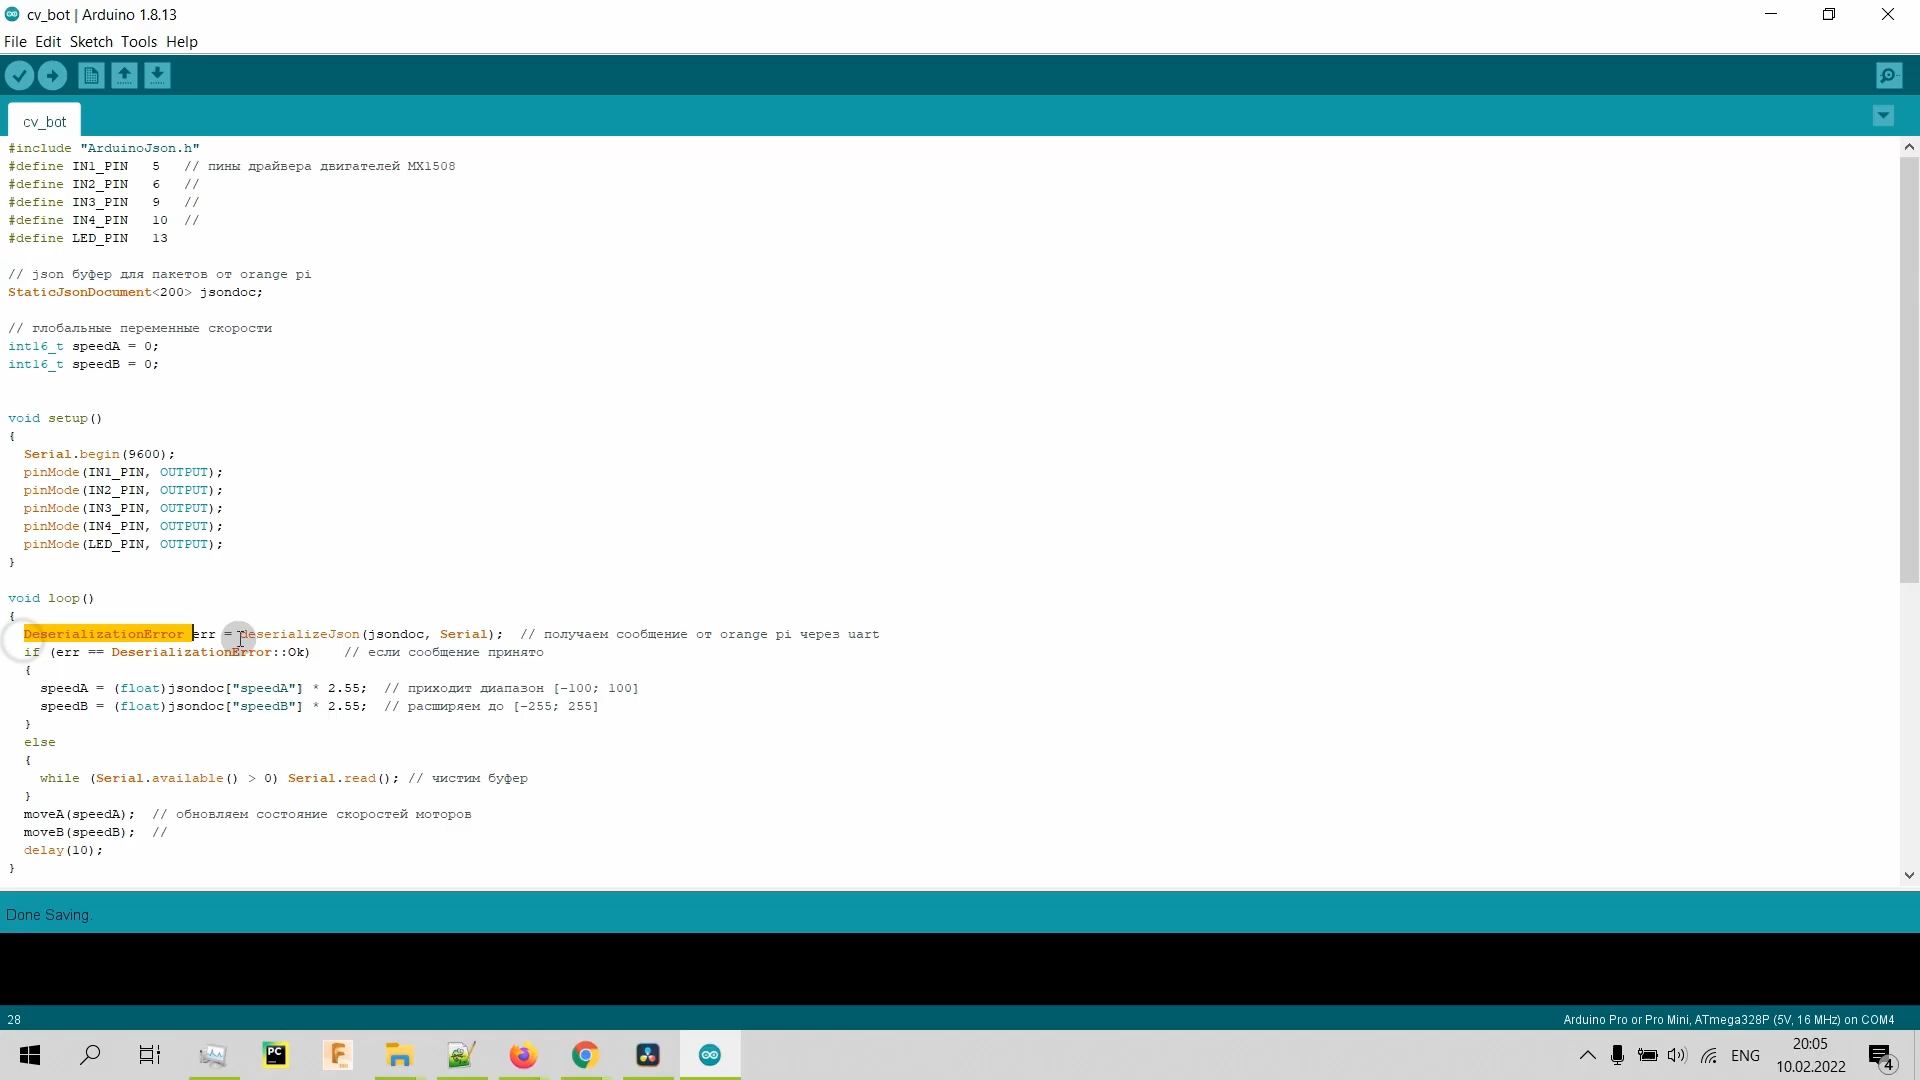 cv_bot | Arduino 1.8.13
File Edit Sketch Tools Help
cv_bot
#include "ArduinoJson.h"
#define IN1_PIN 5 // пины драйвера двигателей MX1508
#define IN2_PIN 6 //
#define IN3_PIN 9 //
#define IN4_PIN 10 //
#define LED_PIN 13
// json буфер для пакетов от orange pi
StaticJsonDocument<200> jsondoc;
// глобальные переменные скорости
int16_t speedA = 0;
int16_t speedB = 0;
void setup()
{
Serial.begin(9600);
pinMode(IN1_PIN, OUTPUT);
pinMode(IN2_PIN, OUTPUT);
pinMode(IN3_PIN, OUTPUT);
pinMode(IN4_PIN, OUTPUT);
pinMode(LED_PIN, OUTPUT);
}
void loop()
{
DeserializationError err = deserializeJson(jsondoc, Serial); // получаем сообщение от orange pi через uart
if (err == DeserializationError::Ok) // если сообщение принято
{
speedA = (float)jsondoc["speedA"] * 2.55; // приходит диапазон [-100; 100]
speedB = (float)jsondoc["speedB"] * 2.55; // расширяем до [-255; 255]
}
else
{
while (Serial.available() > 0) Serial.read(); // чистим буфер
}
moveA(speedA); // обновляем состояние скоростей моторов
moveB(speedB); //
delay(10);
}
Done Saving.
28
Arduino Pro or Pro Mini, ATmega328P (5V, 16 MHz) on COM4
PC
ENG
20:05
10.02.2022
4